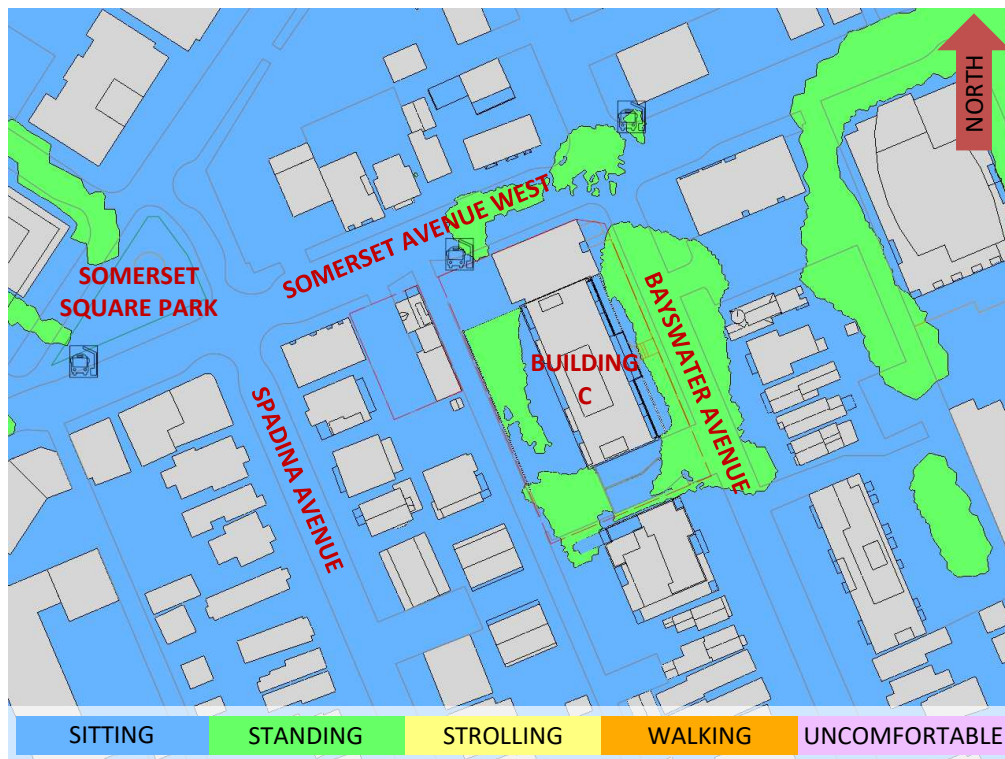 NORTH
SOMERSET AVENUE WEST
SOMERSET
SQUARE PARK
BAYSWATER AVENUE
BUILDING
C
SPADINA AVENUE
SITTING
STANDING
STROLLING
WALKING
UNCOMFORTABLE